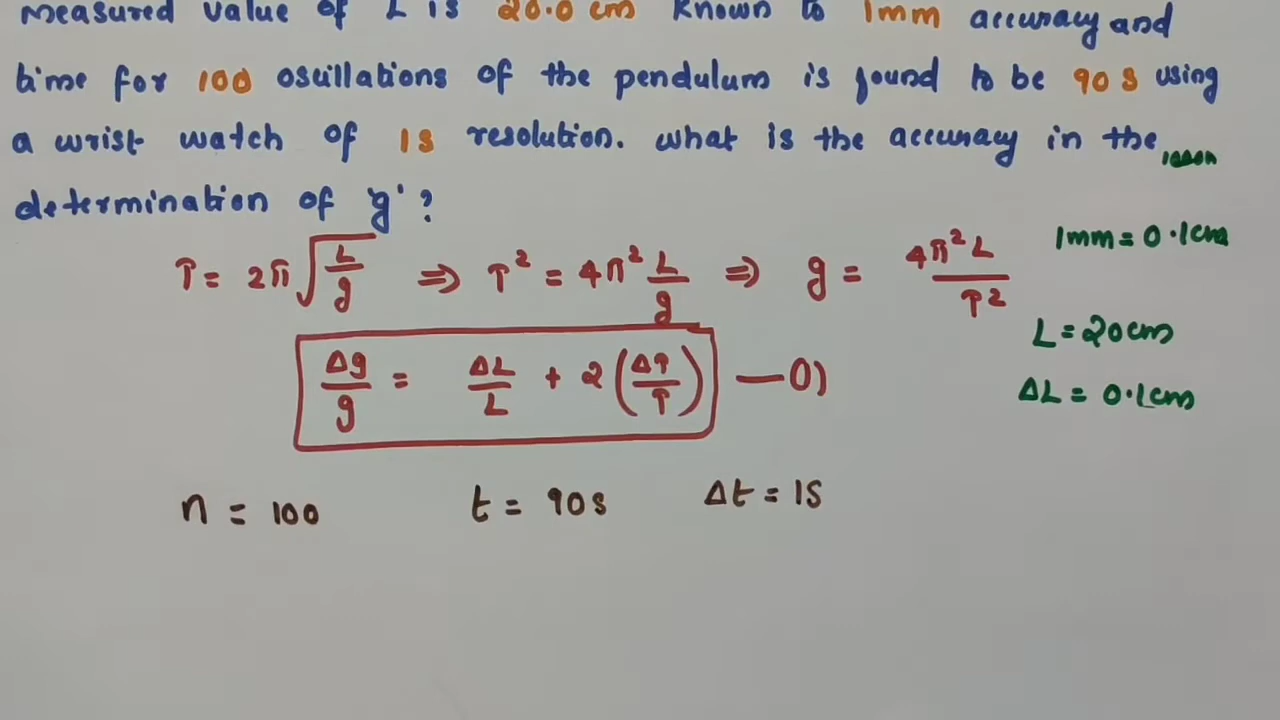 measured value of L is 20.0 cm known to 1mm accuracy and
time for 100 oscillations of the pendulum is found to be 90 s using
a wrist watch of 1s resolution. what is the accuracy in the
determination of 'g' ?
1mm = 0.1cm
T = 2π√(L/g) ⇒ T² = 4π² L/g ⇒ g = 4π²L/T²
L = 20cm
Δg/g = ΔL/L + 2(ΔT/T) —(1)
ΔL = 0.1cm
n = 100 t = 90s Δt = 1s